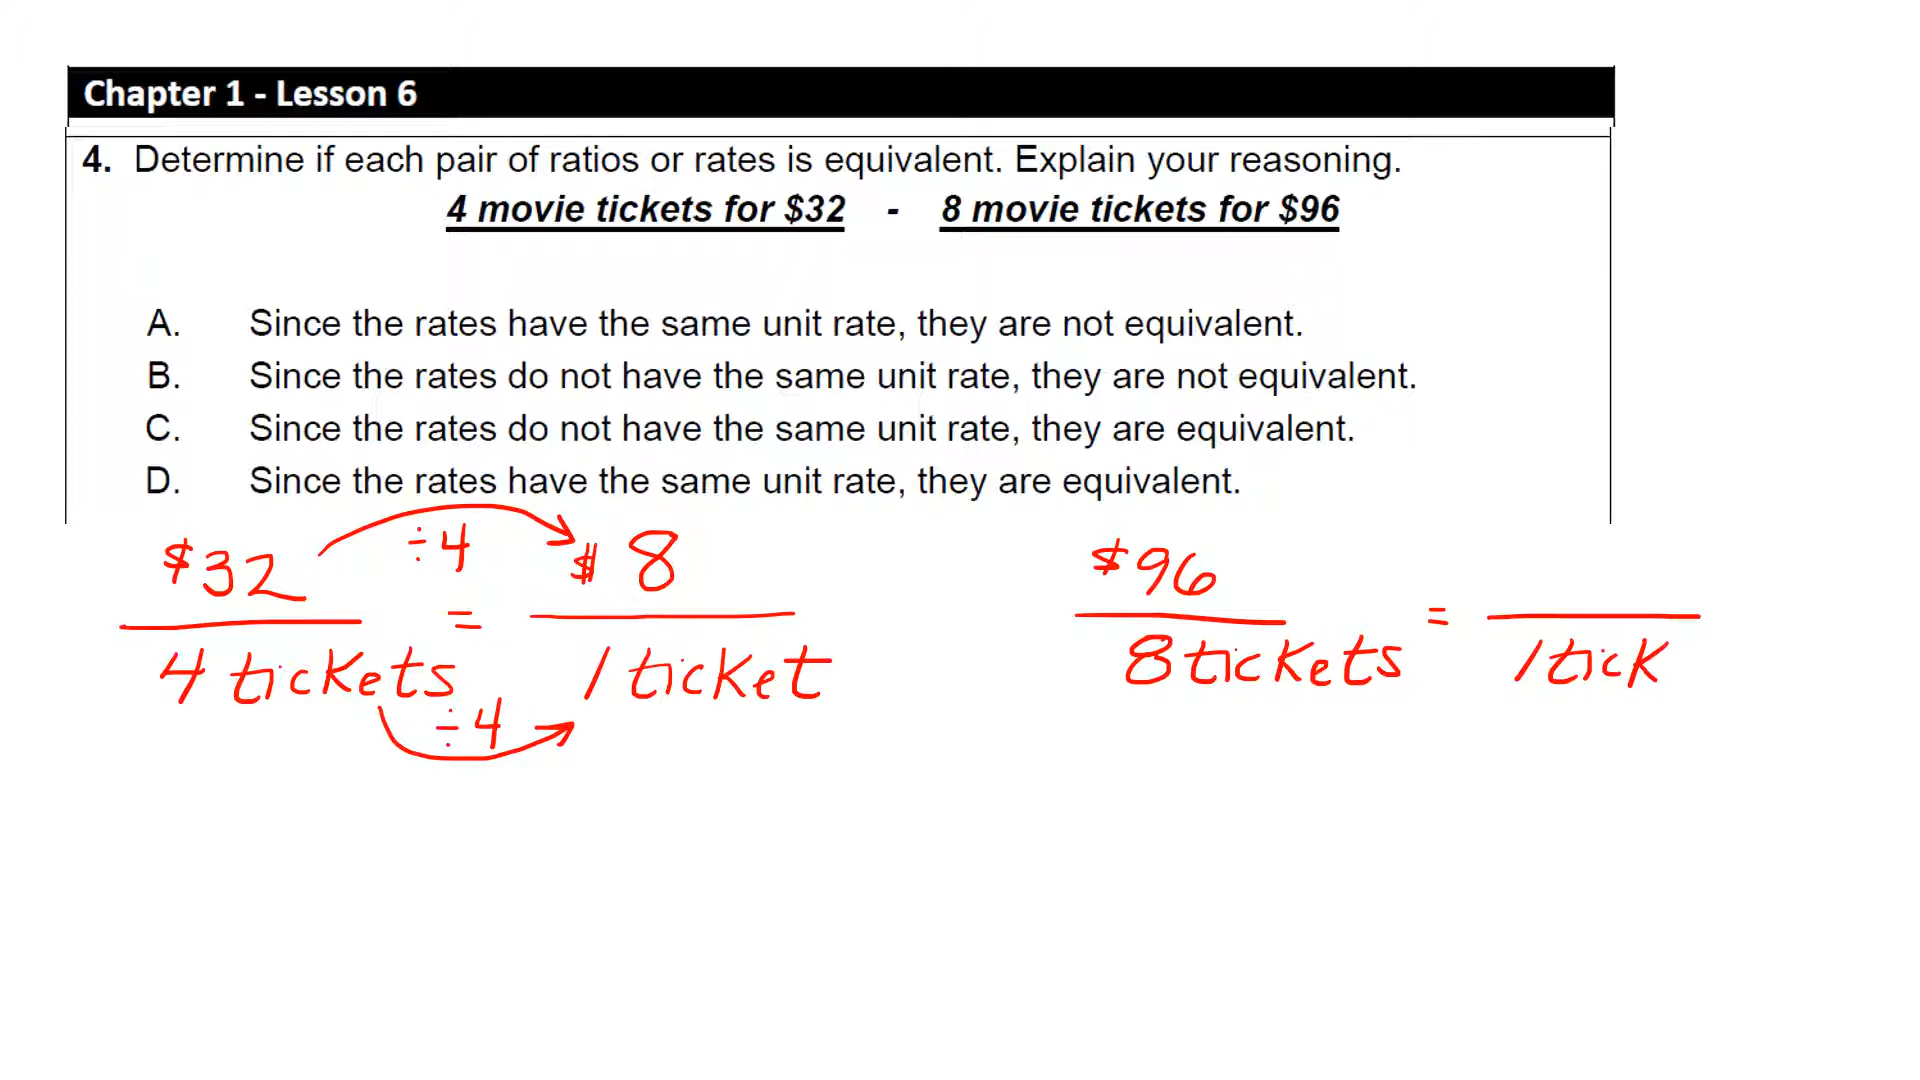 Chapter 1 - Lesson 6
4. Determine if each pair of ratios or rates is equivalent. Explain your reasoning.
4 movie tickets for $32 - 8 movie tickets for $96
A. Since the rates have the same unit rate, they are not equivalent.
B. Since the rates do not have the same unit rate, they are not equivalent.
C. Since the rates do not have the same unit rate, they are equivalent.
D. Since the rates have the same unit rate, they are equivalent.
$32 ÷4 $8 $96
= =
4 tickets 1 ticket 8 tickets 1 tick
÷4